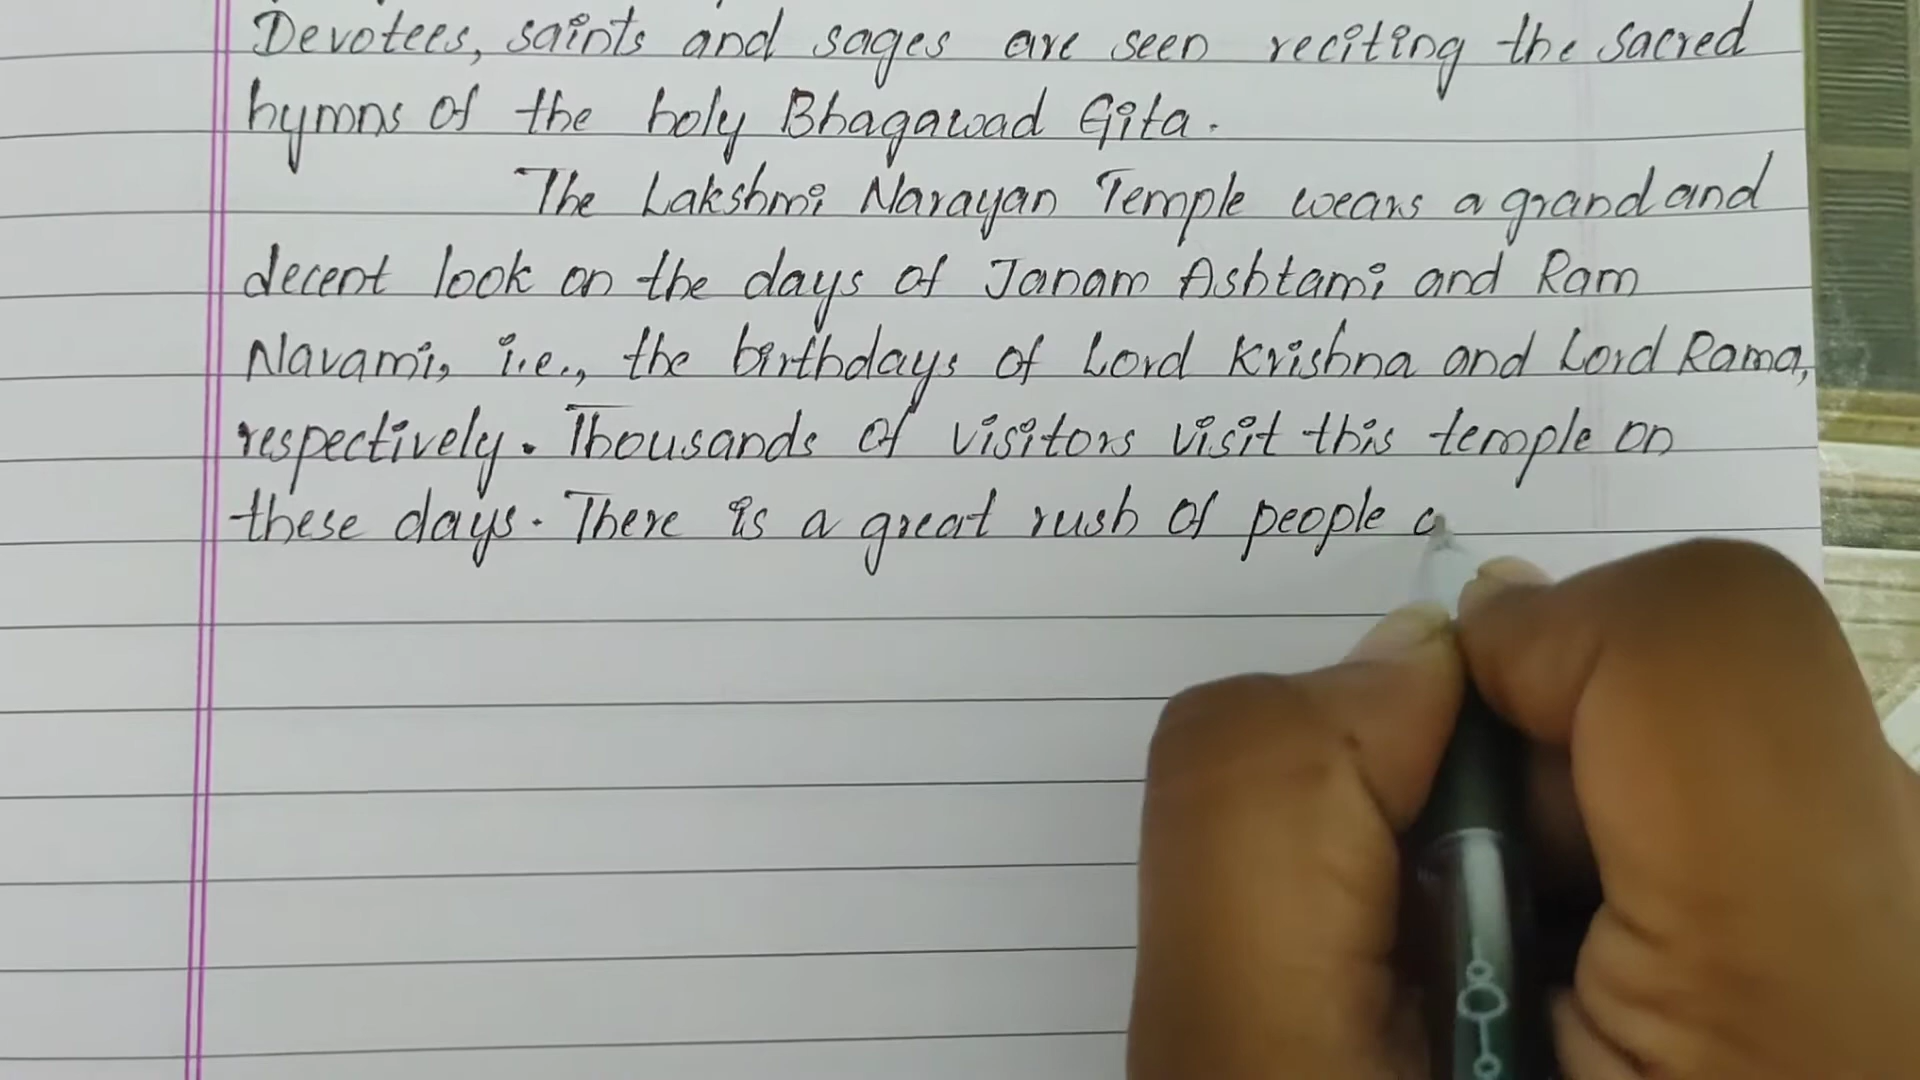 Devotees, saints and sages are seen reciting the sacred
hymns of the holy Bhagawad Gita.
The Lakshmi Narayan Temple wears a grand and
decent look on the days of Janam Ashtami and Ram
Navami, i.e., the birthdays of Lord Krishna and Lord Rama,
respectively. Thousands of visitors visit this temple on
these days. There is a great rush of people